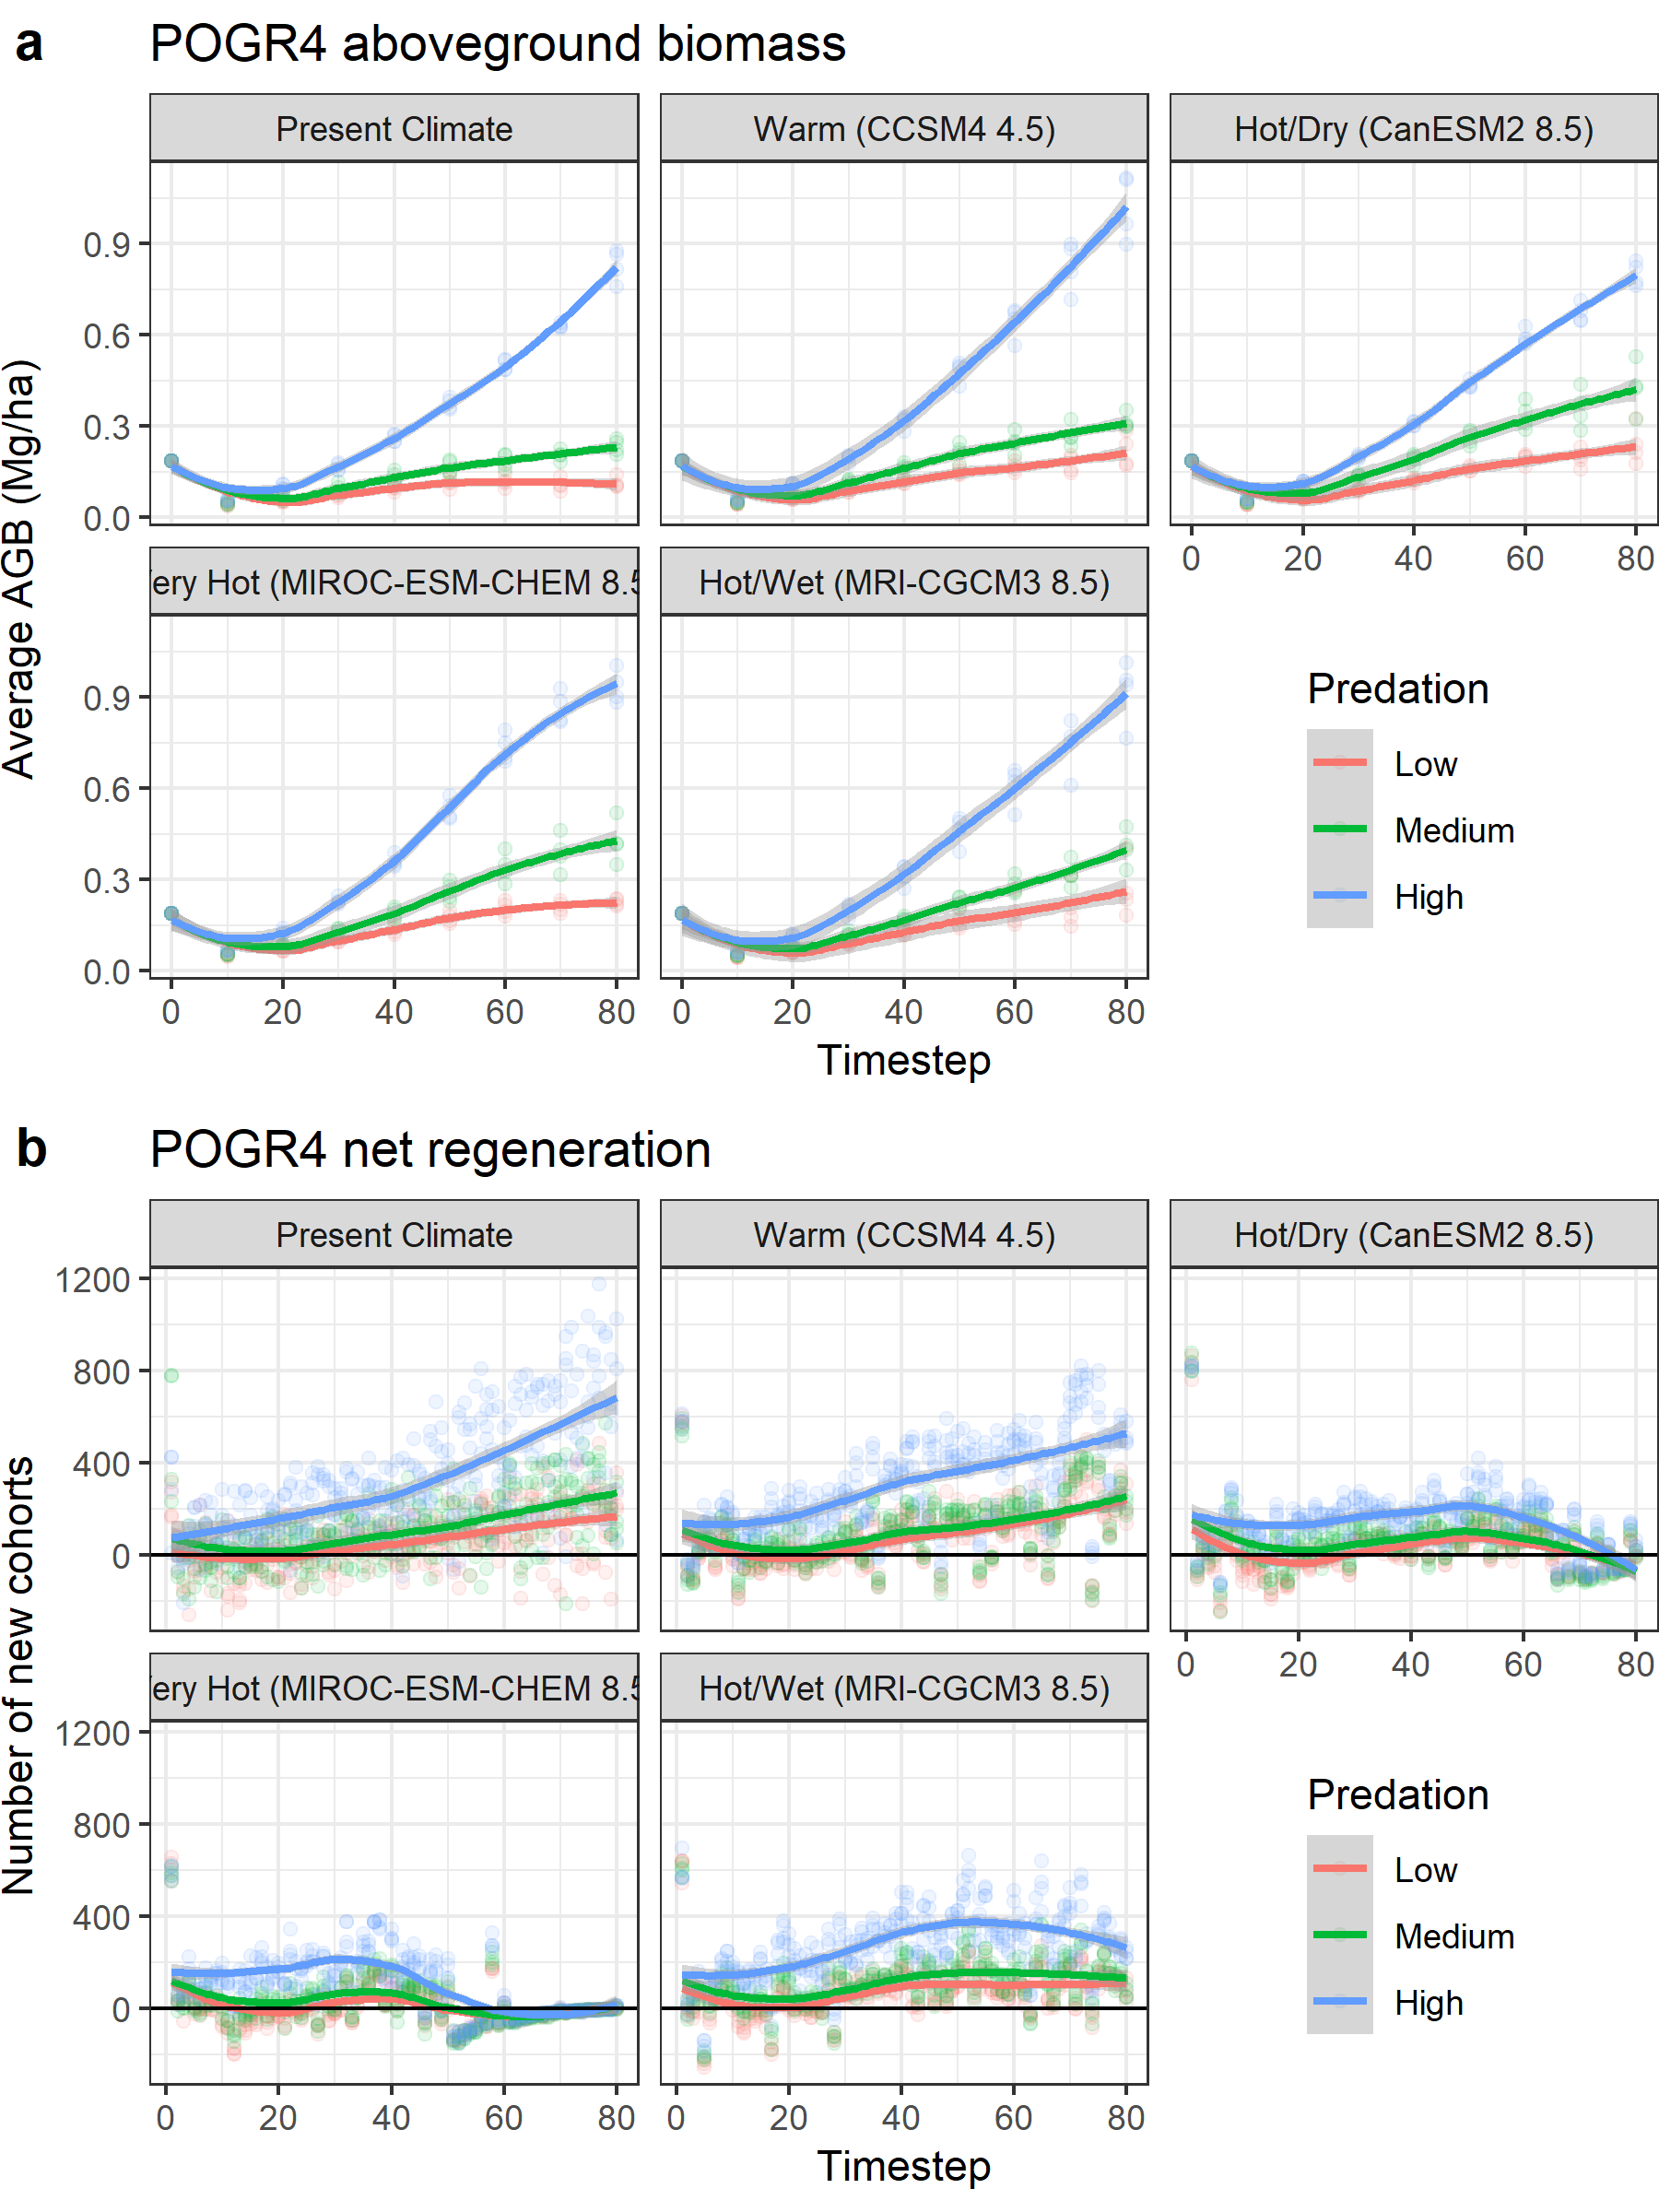 a POGR4 aboveground biomass
Present Climate
Warm (CCSM4 4.5)
Hot/Dry (CanESM2 8.5)
Average AGB (Mg/ha)
0.9
0.6
0.3
0.0
0 20 40 60 80
ery Hot (MIROC-ESM-CHEM 8.5
Hot/Wet (MRI-CGCM3 8.5)
0.9
0.6
0.3
0.0
0 20 40 60 80
0 20 40 60 80
Timestep
Predation
Low
Medium
High
b POGR4 net regeneration
Present Climate
Warm (CCSM4 4.5)
Hot/Dry (CanESM2 8.5)
Number of new cohorts
1200
800
400
0
0 20 40 60 80
ery Hot (MIROC-ESM-CHEM 8.5
Hot/Wet (MRI-CGCM3 8.5)
1200
800
400
0
0 20 40 60 80
0 20 40 60 80
Timestep
Predation
Low
Medium
High